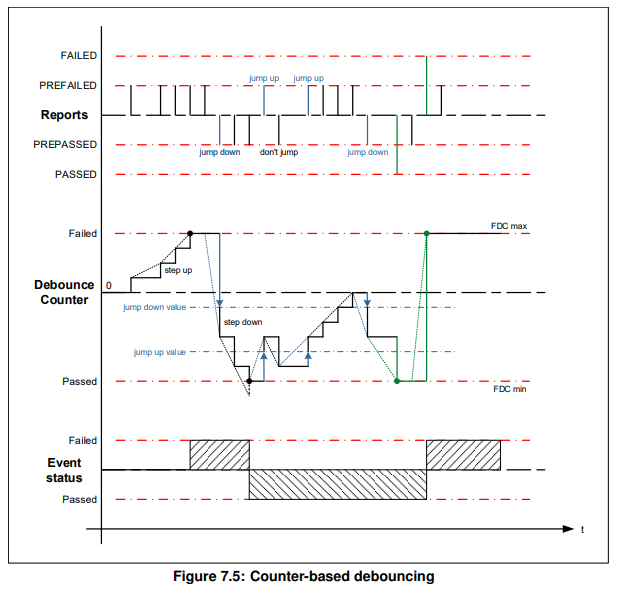 FAILED
PREFAILED
jump up
jump up
Reports
PREPASSED
jump down
don't jump
jump down
PASSED
Failed
FDC max
step up
Debounce
Counter
0
jump down value
step down
jump up value
Passed
FDC min
Failed
Event
status
Passed
t
Figure 7.5: Counter-based debouncing